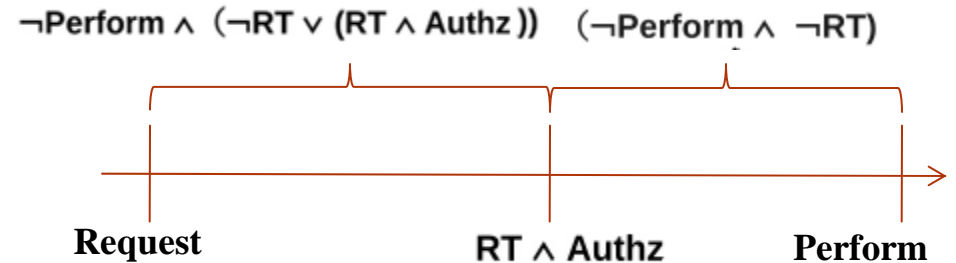 ¬Perform ∧ (¬RT ∨ (RT ∧ Authz)) (¬Perform ∧ ¬RT)
Request RT ∧ Authz Perform